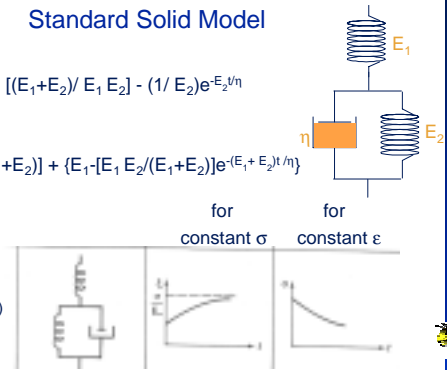 Standard Solid Model
E₁
[(E₁+E₂)/ E₁ E₂] - (1/ E₂)e^-E₂t/η
η
E₂
+E₂)] + {E₁-[E₁ E₂/(E₁+E₂)]e^-(E₁+ E₂)t /η}
for for
constant σ constant ε
)